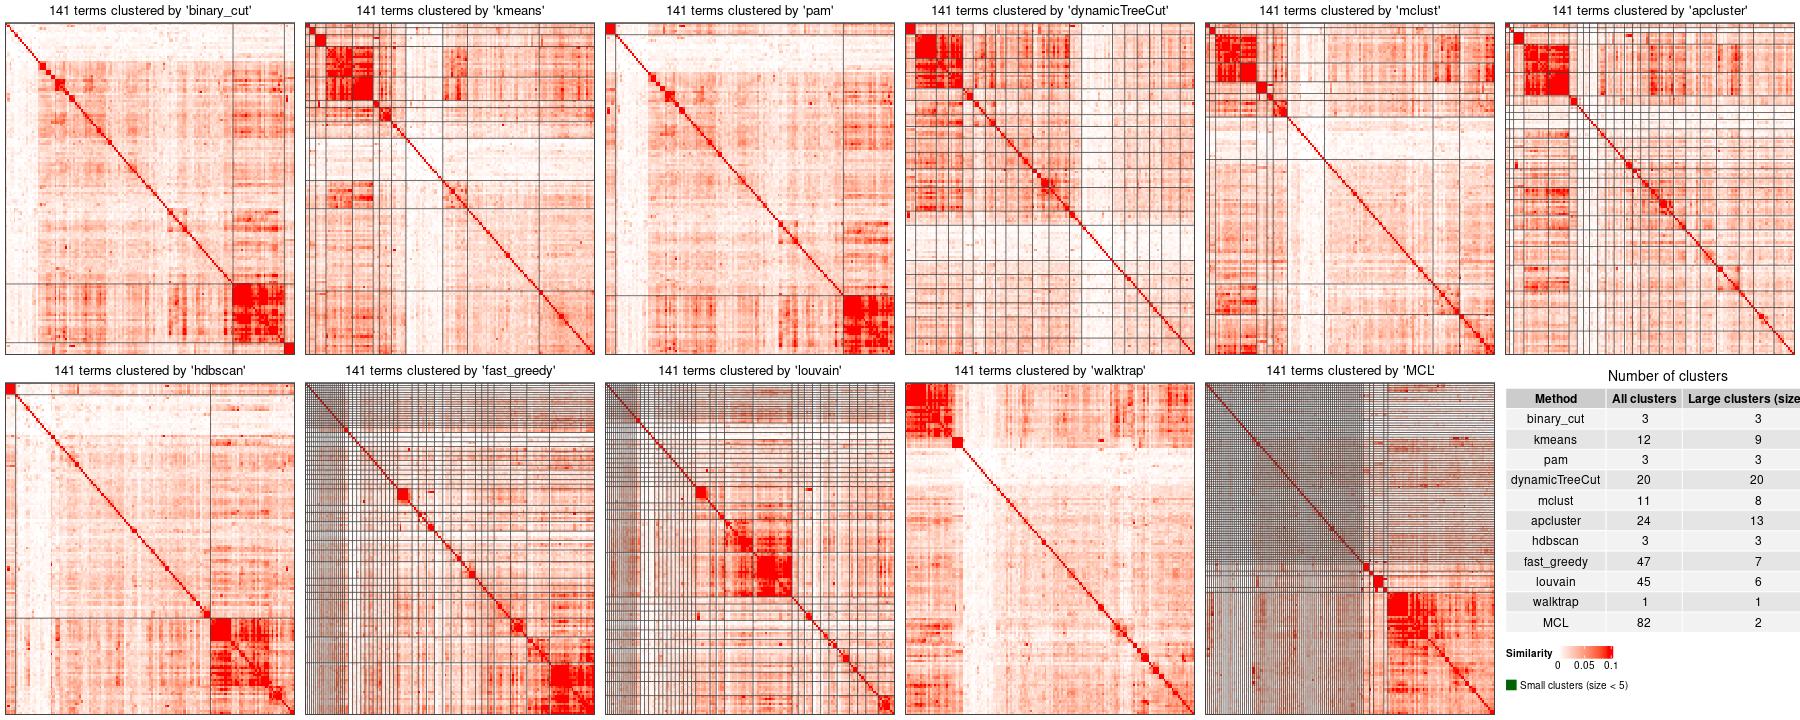 141 terms clustered by 'binary_cut'
141 terms clustered by 'kmeans'
141 terms clustered by 'pam'
141 terms clustered by 'dynamicTreeCut'
141 terms clustered by 'mclust'
141 terms clustered by 'apcluster'
141 terms clustered by 'hdbscan'
141 terms clustered by 'fast_greedy'
141 terms clustered by 'louvain'
141 terms clustered by 'walktrap'
141 terms clustered by 'MCL'
Number of clusters
Method All clusters Large clusters (size
binary_cut 3 3
kmeans 12 9
pam 3 3
dynamicTreeCut 20 20
mclust 11 8
apcluster 24 13
hdbscan 3 3
fast_greedy 47 7
louvain 45 6
walktrap 1 1
MCL 82 2
Similarity
0 0.05 0.1
Small clusters (size < 5)